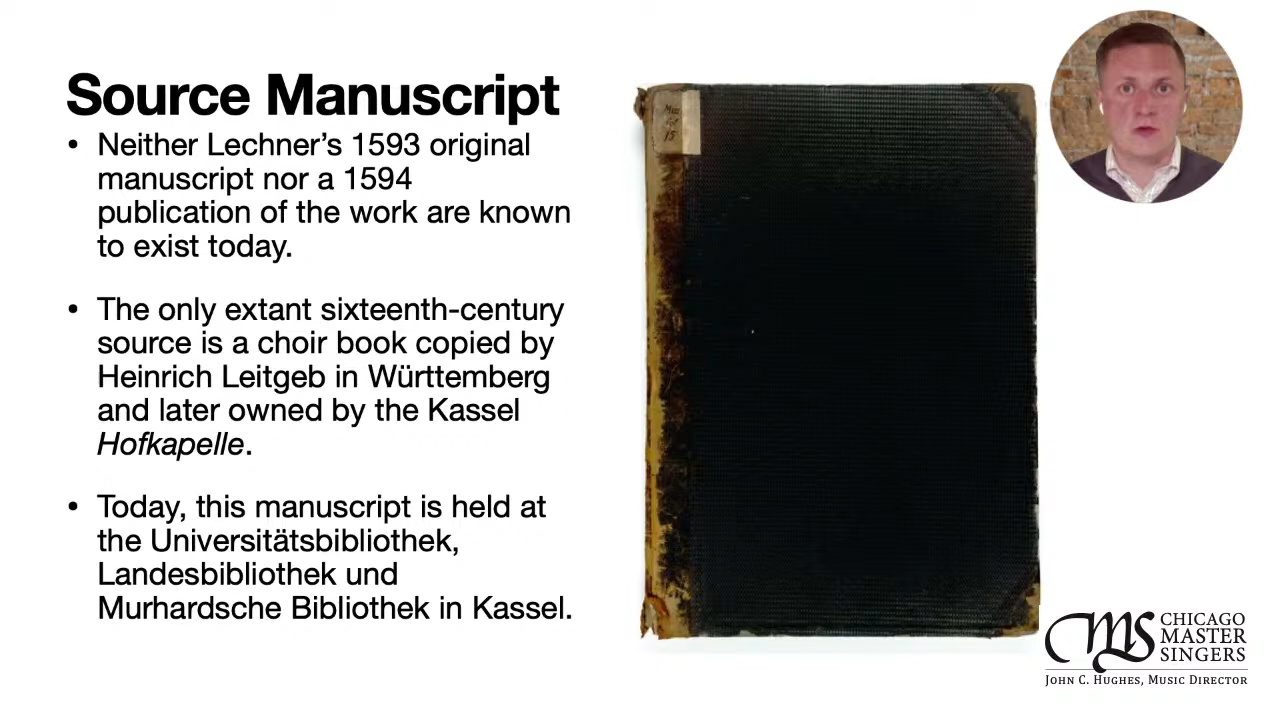 Source Manuscript
• Neither Lechner’s 1593 original
manuscript nor a 1594
publication of the work are known
to exist today.
• The only extant sixteenth-century
source is a choir book copied by
Heinrich Leitgeb in Württemberg
and later owned by the Kassel
Hofkapelle.
• Today, this manuscript is held at
the Universitätsbibliothek,
Landesbibliothek und
Murhardsche Bibliothek in Kassel.
15
CMS
CHICAGO
MASTER
SINGERS
JOHN C. HUGHES, MUSIC DIRECTOR